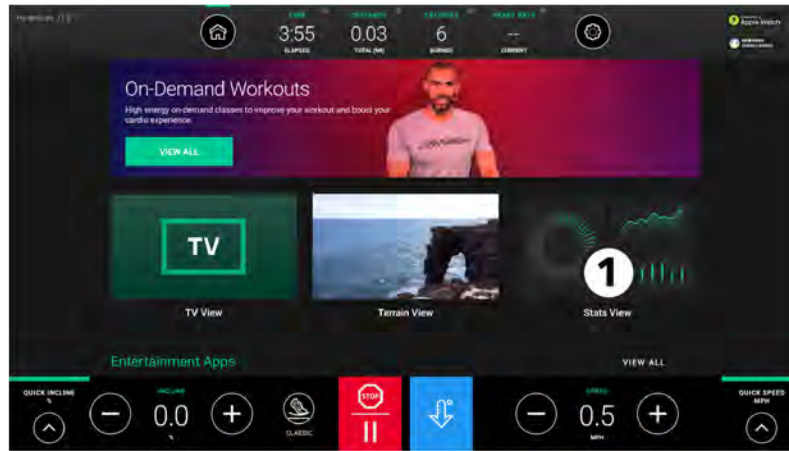 TIME
DISTANCE
CALORIES
HEART RATE
3:55
0.03
6
--
ELAPSED
TOTAL (MI)
BURNED
CURRENT
Apple Watch
On-Demand Workouts
High energy on-demand classes to improve your workout and boost your
cardio experience.
VIEW ALL
TV
1
TV View
Terrain View
Stats View
Entertainment Apps
VIEW ALL
QUICK INCLINE
%
INCLINE
0.0
%
CLASSIC
STOP
SPEED
0.5
MPH
QUICK SPEED
MPH